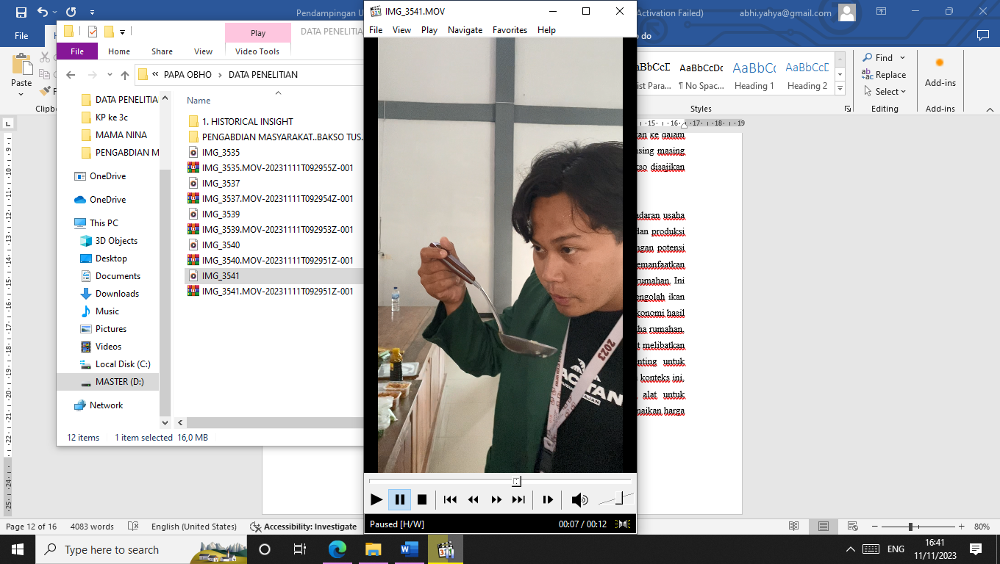 Pendampingan U
Activation Failed)
abhi.yahya@gmail.com
File
do
Paste
Clipb
AaBbCcDc
AaBbCc
AaBbCcE
ist Para...
¶ No Spac...
Heading 1
Heading 2
Styles
Find
Replace
Select
Editing
Add-ins
Add-ins
Play
DATA PENELITIA
File
Home
Share
View
Video Tools
PAPA OBHO
DATA PENELITIAN
Name
DATA PENELITIA
KP ke 3c
MAMA NINA
PENGABDIAN M
OneDrive
OneDrive
This PC
3D Objects
Desktop
Documents
Downloads
Music
Pictures
Videos
Local Disk (C:)
MASTER (D:)
Network
1. HISTORICAL INSIGHT
PENGABDIAN MASYARAKAT..BAKSO TUS.
IMG_3535
IMG_3535.MOV-20231111T092955Z-001
IMG_3537
IMG_3537.MOV-20231111T092954Z-001
IMG_3539
IMG_3539.MOV-20231111T092953Z-001
IMG_3540
IMG_3540.MOV-20231111T092951Z-001
IMG_3541
IMG_3541.MOV-20231111T092951Z-001
12 items
1 item selected 16,0 MB
IMG_3541.MOV
File View Play Navigate Favorites Help
2023
Paused [H/W]
00:07 / 00:12
15 16 17 18 19
an ke dalam
sing masing
kso disajikan
adaran usaha
dan produksi
ngan potensi
emanfaatkan
rumahan. Ini
engolah ikan
konomi hasil
ha rumahan.
t melibatkan
nting untuk
konteks ini.
alat untuk
naikan harga
Page 12 of 16
4083 words
English (United States)
Accessibility: Investigate
80%
Type here to search
ENG
16:41
11/11/2023